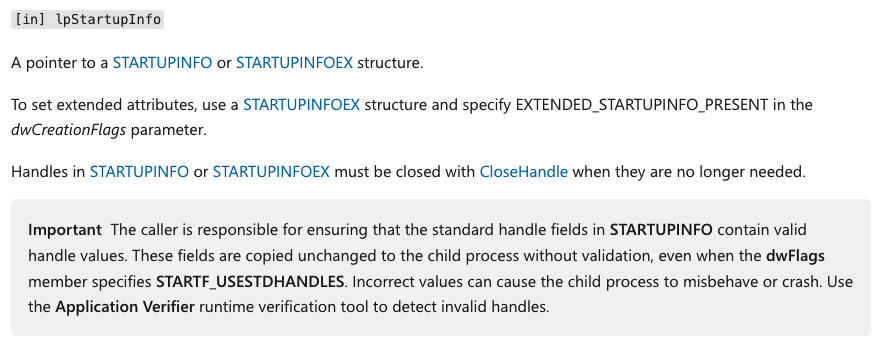 [in] lpStartupInfo
A pointer to a STARTUPINFO or STARTUPINFOEX structure.
To set extended attributes, use a STARTUPINFOEX structure and specify EXTENDED_STARTUPINFO_PRESENT in the
dwCreationFlags parameter.
Handles in STARTUPINFO or STARTUPINFOEX must be closed with CloseHandle when they are no longer needed.
Important  The caller is responsible for ensuring that the standard handle fields in STARTUPINFO contain valid
handle values. These fields are copied unchanged to the child process without validation, even when the dwFlags
member specifies STARTF_USESTDHANDLES. Incorrect values can cause the child process to misbehave or crash. Use
the Application Verifier runtime verification tool to detect invalid handles.